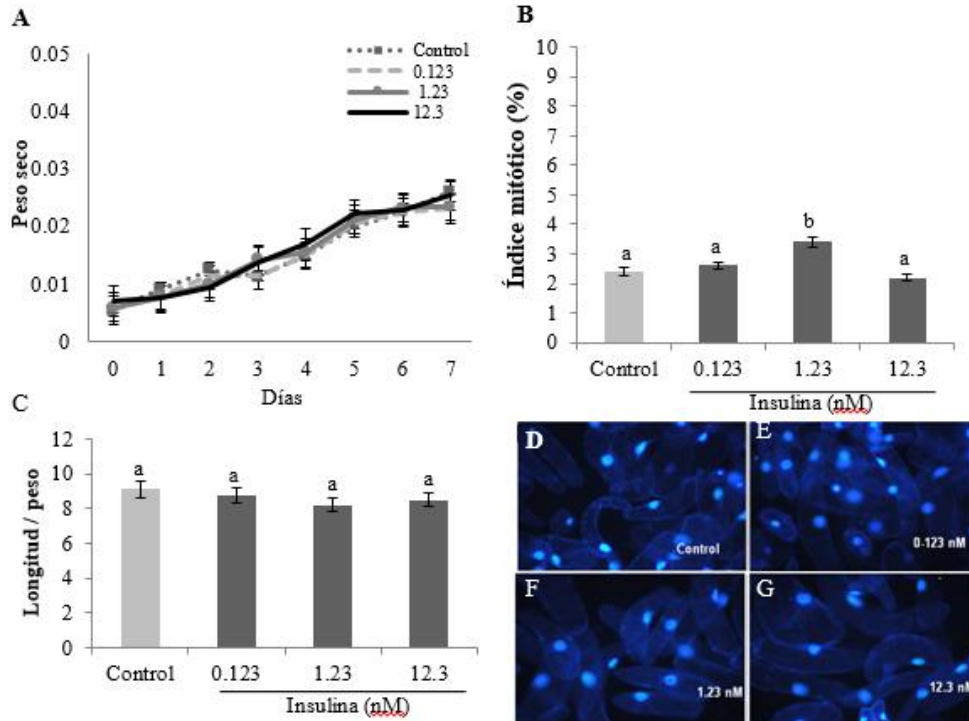 A
Peso seco
0.05
0.04
0.03
0.02
0.01
0
0 1 2 3 4 5 6 7
Días
Control
0.123
1.23
12.3
B
Índice mitótico (%)
10
9
8
7
6
5
4
3
2
1
0
a a b a
Control 0.123 1.23 12.3
Insulina (nM)
C
Longitud / peso
12
10
8
6
4
2
0
a a a a
Control 0.123 1.23 12.3
Insulina (nM)
D
Control
E
0-123 nM
F
1.23 nM
G
12.3 nM